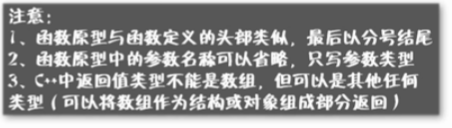 注意：
1、函数原型与函数定义的头部类似，最后以分号结尾
2、函数原型中的参数名称可以省略，只写参数类型
3、C++中返回值类型不能是数组，但可以是其他任何
类型（可以将数组作为结构或对象组成部分返回）